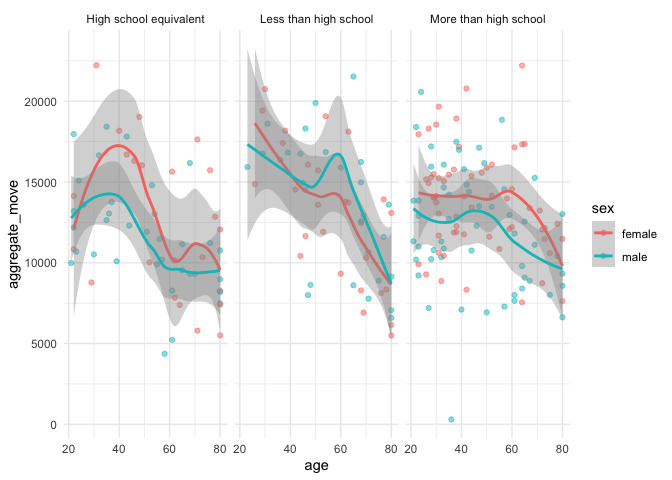 High school equivalent Less than high school More than high school
20000
15000
10000
5000
0
aggregate_move
20 40 60 80 20 40 60 80 20 40 60 80
age
sex
female
male